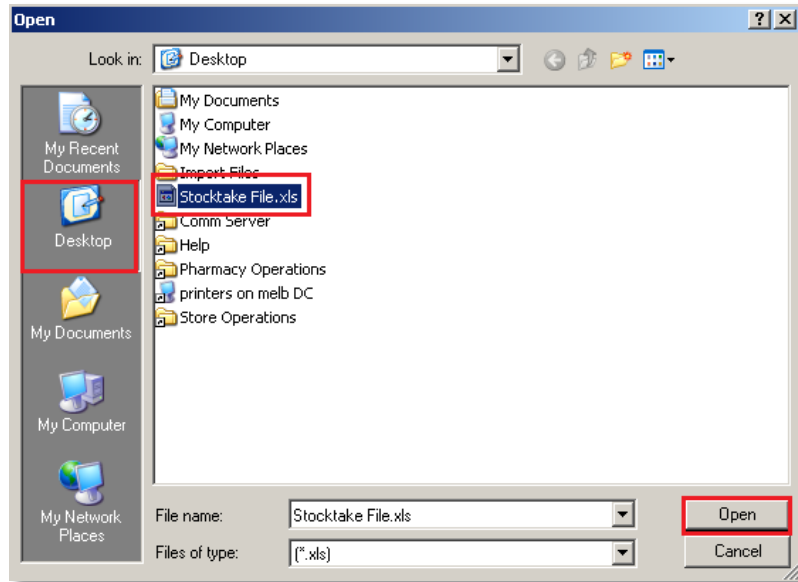 Open
Look in: Desktop
My Recent
Documents
Desktop
My Documents
My Computer
My Network
Places
My Documents
My Computer
My Network Places
Import Files
Stocktake File.xls
Comm Server
Help
Pharmacy Operations
printers on melb DC
Store Operations
File name: Stocktake File.xls Open
Files of type: (*.xls) Cancel